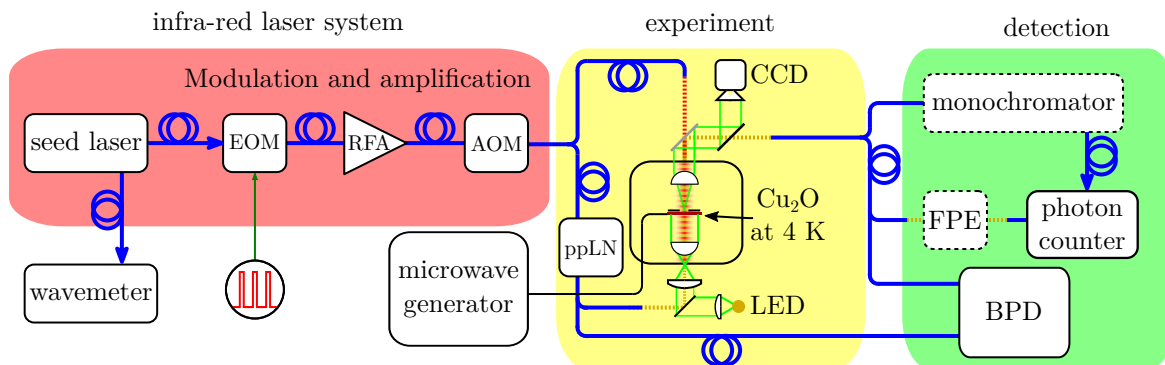 infra-red laser system
experiment
detection
Modulation and amplification
seed laser
EOM
RFA
AOM
wavemeter
microwave
generator
ppLN
CCD
Cu₂O
at 4 K
LED
monochromator
FPE
photon
counter
BPD